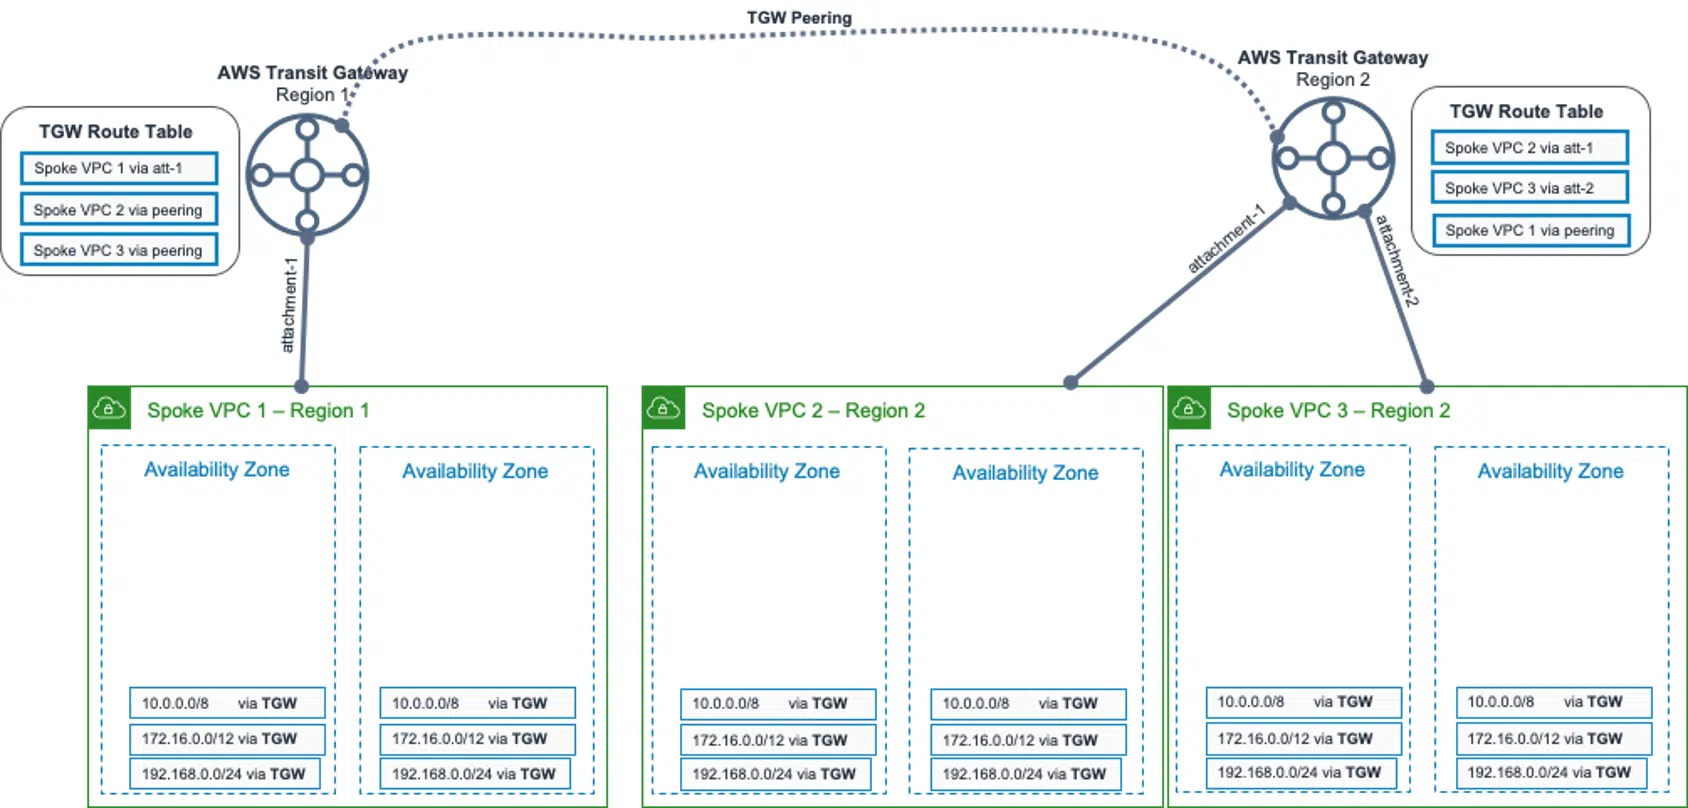 TGW Peering
AWS Transit Gateway
Region 1
AWS Transit Gateway
Region 2
TGW Route Table
Spoke VPC 1 via att-1
Spoke VPC 2 via peering
Spoke VPC 3 via peering
TGW Route Table
Spoke VPC 2 via att-1
Spoke VPC 3 via att-2
Spoke VPC 1 via peering
attachment-1
attachment-1
attachment-2
Spoke VPC 1 – Region 1
Availability Zone
10.0.0.0/8 via TGW
172.16.0.0/12 via TGW
192.168.0.0/24 via TGW
Availability Zone
10.0.0.0/8 via TGW
172.16.0.0/12 via TGW
192.168.0.0/24 via TGW
Spoke VPC 2 – Region 2
Availability Zone
10.0.0.0/8 via TGW
172.16.0.0/12 via TGW
192.168.0.0/24 via TGW
Availability Zone
10.0.0.0/8 via TGW
172.16.0.0/12 via TGW
192.168.0.0/24 via TGW
Spoke VPC 3 – Region 2
Availability Zone
10.0.0.0/8 via TGW
172.16.0.0/12 via TGW
192.168.0.0/24 via TGW
Availability Zone
10.0.0.0/8 via TGW
172.16.0.0/12 via TGW
192.168.0.0/24 via TGW